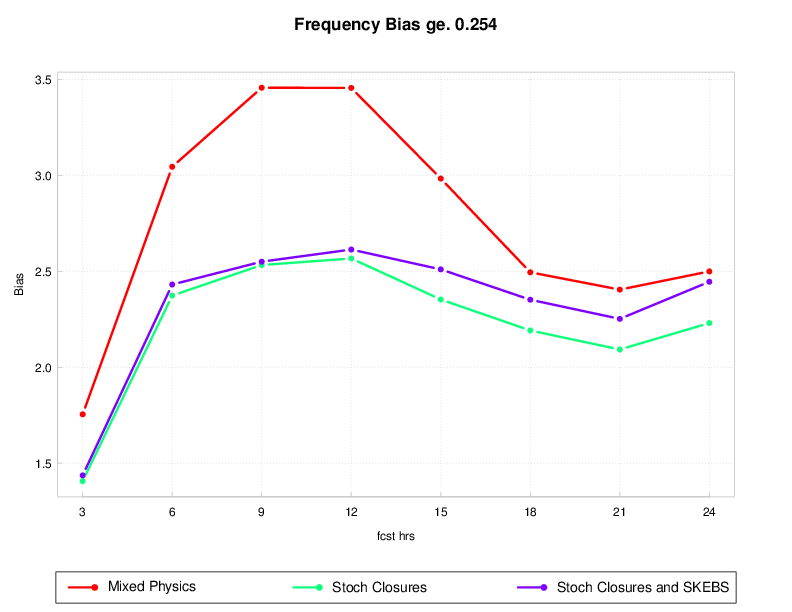 Frequency Bias ge. 0.254
3.5
3.0
2.5
2.0
1.5
Bias
3 6 9 12 15 18 21 24
fcst hrs
Mixed Physics Stoch Closures Stoch Closures and SKEBS